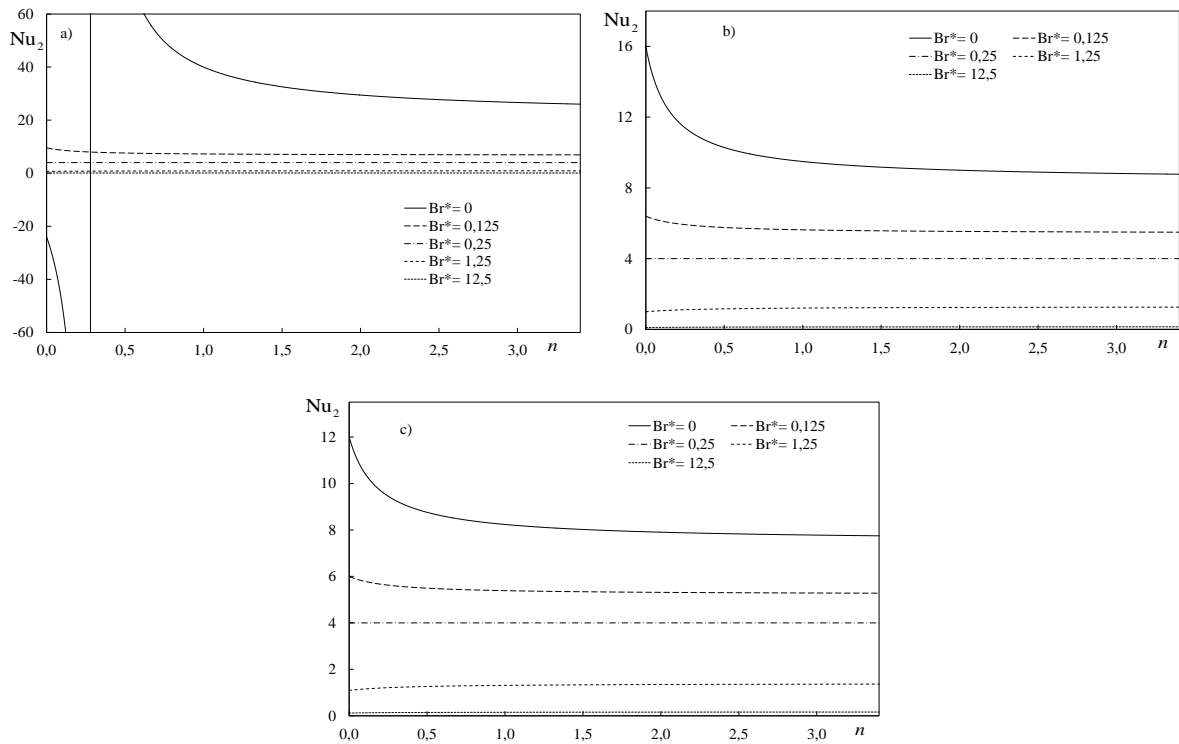 60
Nu₂
a)
40
20
0
-20
-40
-60
Br*= 0
Br*= 0,125
Br*= 0,25
Br*= 1,25
Br*= 12,5
0,0 0,5 1,0 1,5 2,0 2,5 3,0 n
Nu₂
b)
16
12
8
4
0
Br*= 0 Br*= 0,125
Br*= 0,25 Br*= 1,25
Br*= 12,5
0,0 0,5 1,0 1,5 2,0 2,5 3,0 n
Nu₂
c)
12
10
8
6
4
2
0
Br*= 0 Br*= 0,125
Br*= 0,25 Br*= 1,25
Br*= 12,5
0,0 0,5 1,0 1,5 2,0 2,5 3,0 n